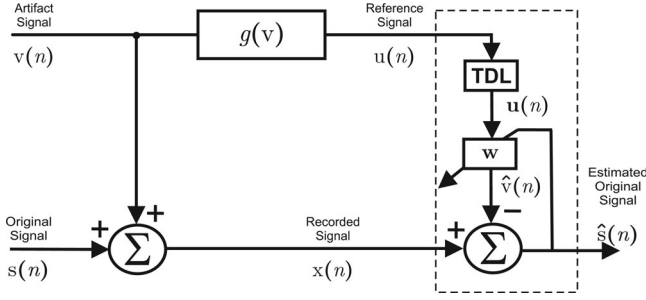 Artifact
Signal
v(n)
g(v)
Reference
Signal
u(n)
TDL
u(n)
w
v̂(n)
Original
Signal
s(n)
+
+
Σ
Recorded
Signal
x(n)
+
−
Σ
Estimated
Original
Signal
ŝ(n)